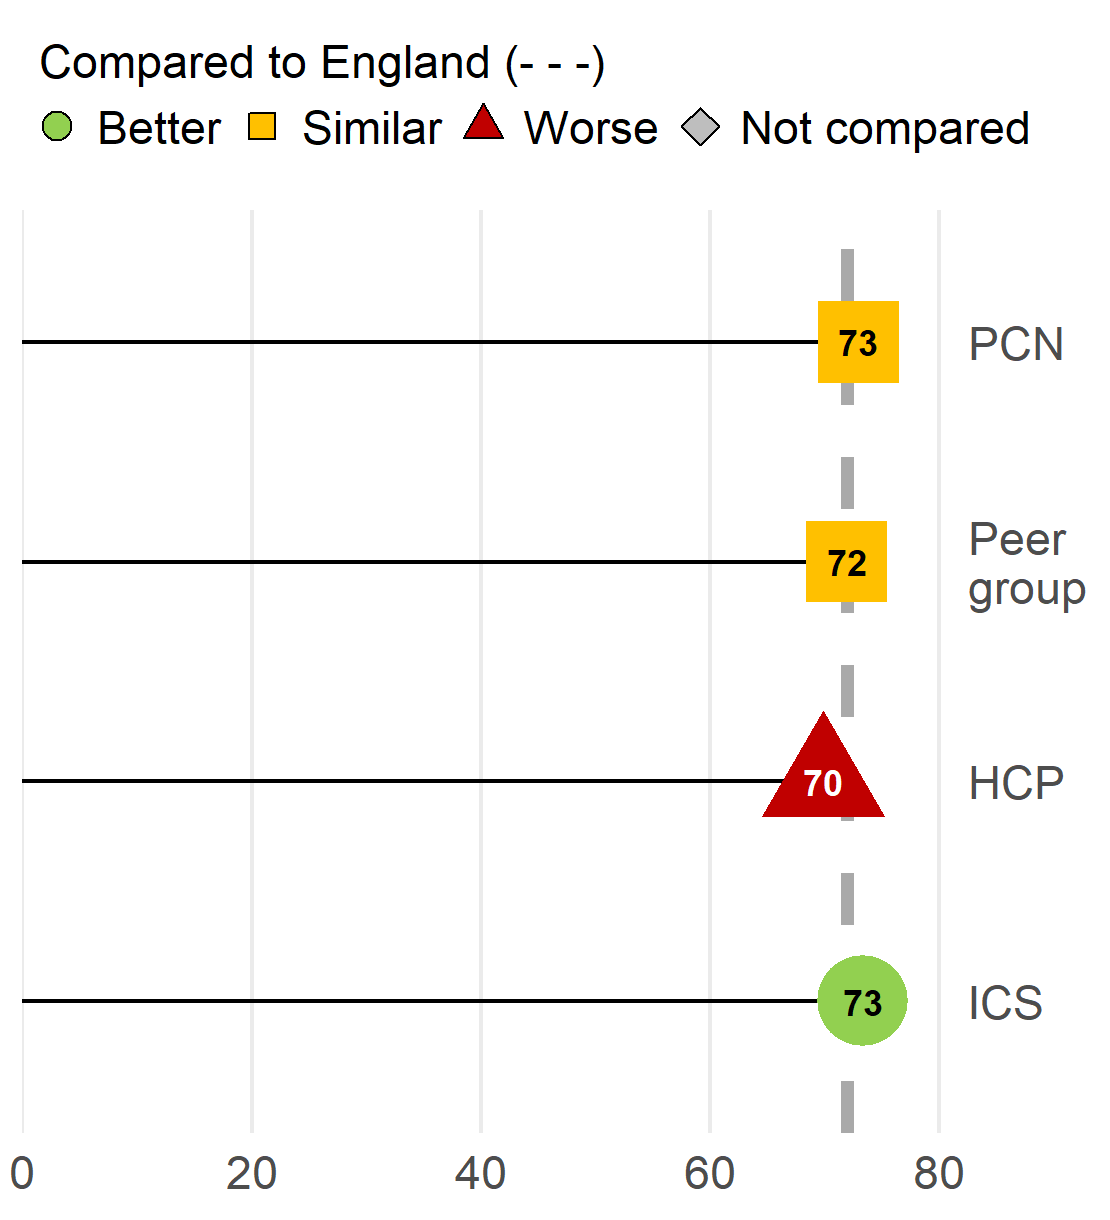 Compared to England (- - -)
Better Similar Worse Not compared
73 PCN
72 Peer
group
70 HCP
73 ICS
0 20 40 60 80